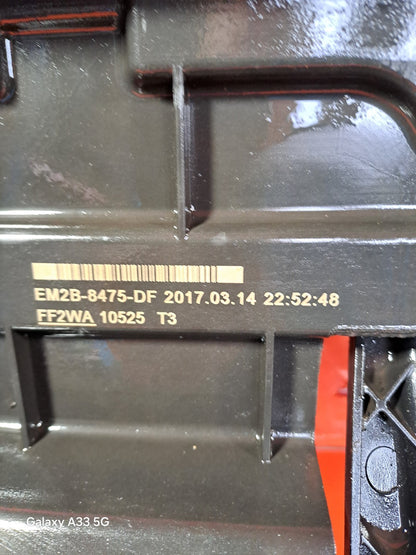 EM2B-8475-DF 2017.03.14 22:52:48
FF2WA 10525 T3
Galaxy A33 5G